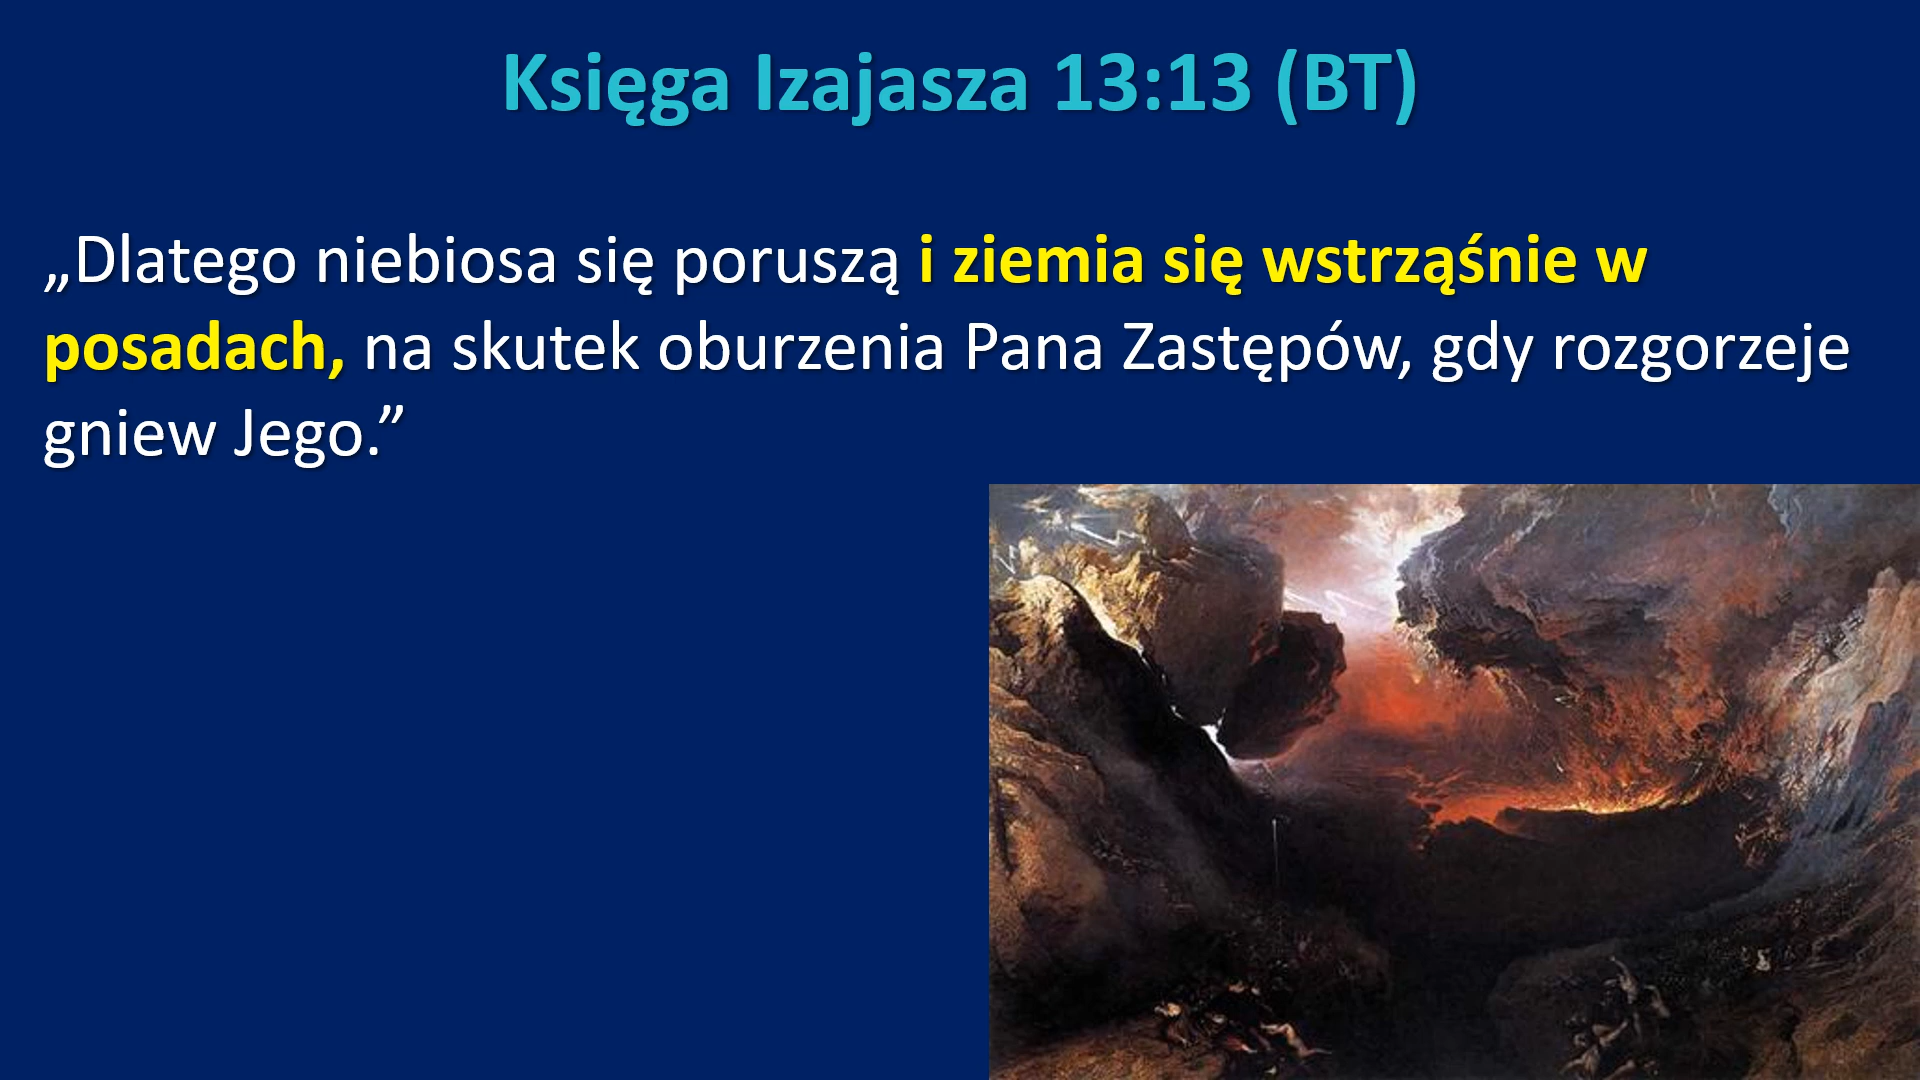 Księga Izajasza 13:13 (BT)
„Dlatego niebiosa się poruszą i ziemia się wstrząśnie w
posadach, na skutek oburzenia Pana Zastępów, gdy rozgorzeje
gniew Jego.”